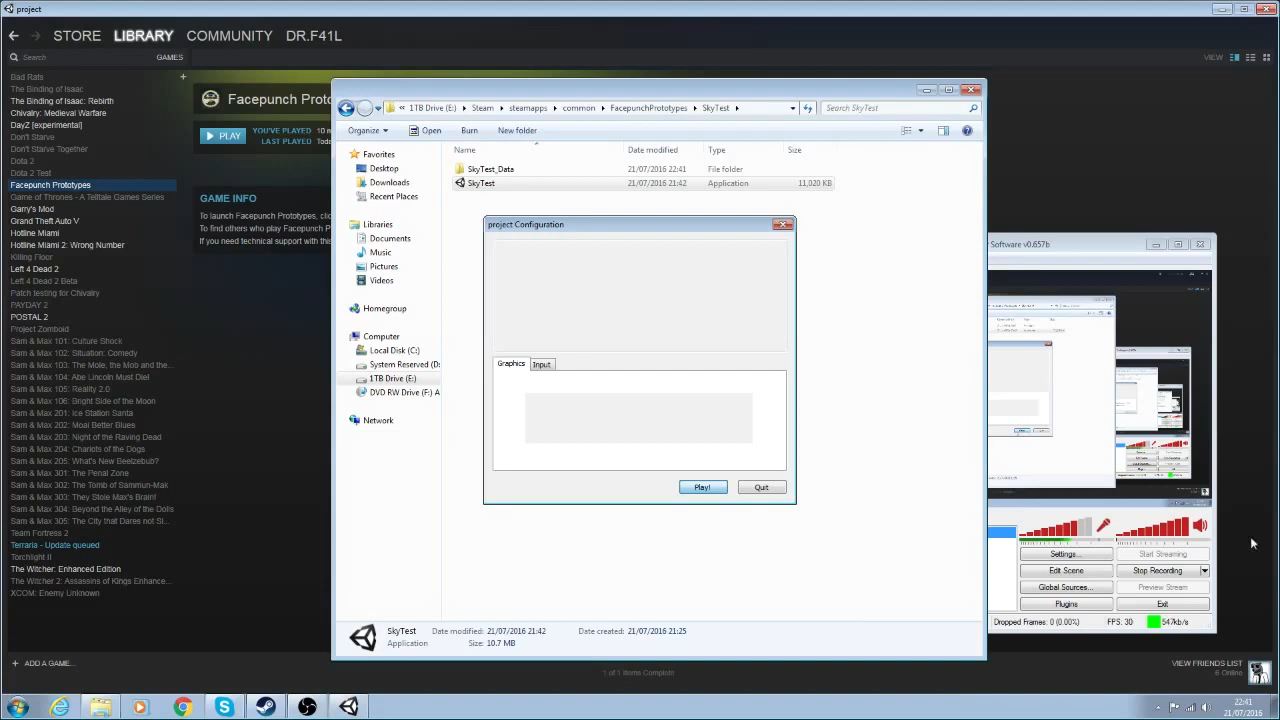 project
STORE LIBRARY COMMUNITY DR.F41L
Search GAMES VIEW
Bad Rats
The Binding of Isaac
The Binding of Isaac: Rebirth
Chivalry: Medieval Warfare
DayZ [experimental]
Don't Starve
Don't Starve Together
Dota 2
Dota 2 Test
Facepunch Prototypes
Game of Thrones - A Telltale Games Series
Garry's Mod
Grand Theft Auto V
Hotline Miami
Hotline Miami 2: Wrong Number
Killing Floor
Left 4 Dead 2
Left 4 Dead 2 Beta
Patch testing for Chivalry
PAYDAY 2
POSTAL 2
Project Zomboid
Sam & Max 101: Culture Shock
Sam & Max 102: Situation: Comedy
Sam & Max 103: The Mole, the Mob and the...
Sam & Max 104: Abe Lincoln Must Die!
Sam & Max 105: Reality 2.0
Sam & Max 106: Bright Side of the Moon
Sam & Max 201: Ice Station Santa
Sam & Max 202: Moai Better Blues
Sam & Max 203: Night of the Raving Dead
Sam & Max 204: Chariots of the Dogs
Sam & Max 205: What's New Beelzebub?
Sam & Max 301: The Penal Zone
Sam & Max 302: The Tomb of Sammun-Mak
Sam & Max 303: They Stole Max's Brain!
Sam & Max 304: Beyond the Alley of the Dolls
Sam & Max 305: The City that Dares not Sl...
Team Fortress 2
Terraria - Update queued
Torchlight II
The Witcher: Enhanced Edition
The Witcher 2: Assassins of Kings Enhance...
XCOM: Enemy Unknown
+ ADD A GAME...
Facepunch Proto
PLAY
YOU'VE PLAYED 10 m
LAST PLAYED Toda
GAME INFO
To launch Facepunch Prototypes, clic
To find others who play Facepunch P
If you need technical support with this
« 1TB Drive (E:) Steam steamapps common FacepunchPrototypes SkyTest
Search SkyTest
Organize Open Burn New folder
Name Date modified Type Size
SkyTest_Data 21/07/2016 22:41 File folder
SkyTest 21/07/2016 21:42 Application 11,020 KB
Favorites
Desktop
Downloads
Recent Places
Libraries
Documents
Music
Pictures
Videos
Homegroup
Computer
Local Disk (C:)
System Reserved (D:
1TB Drive (E:)
DVD RW Drive (F:) A
Network
project Configuration
Graphics Input
Play! Quit
SkyTest Date modified: 21/07/2016 21:42 Date created: 21/07/2016 21:25
Application Size: 10.7 MB
Software v0.657b
Settings... Start Streaming
Edit Scene Stop Recording
Global Sources... Preview Stream
Plugins Exit
Dropped Frames: 0 (0.00%) FPS: 30 547kb/s
1 of 1 Items Complete
VIEW FRIENDS LIST
6 Online
22:41
21/07/2016